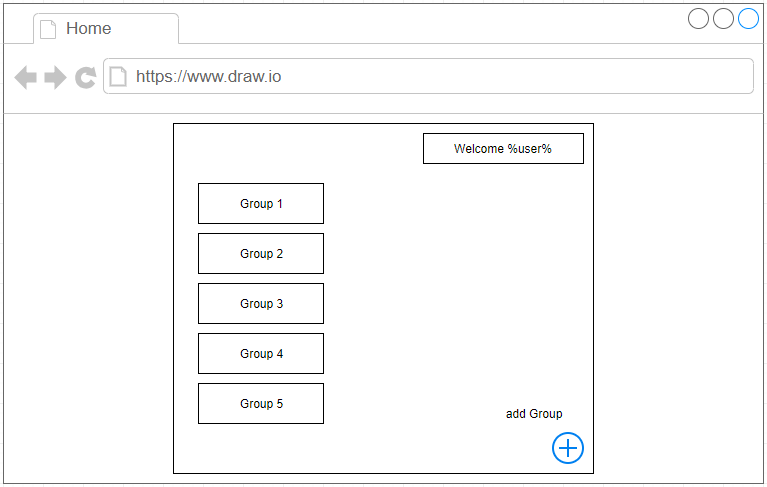 Home
https://www.draw.io
Welcome %user%
Group 1
Group 2
Group 3
Group 4
Group 5
add Group